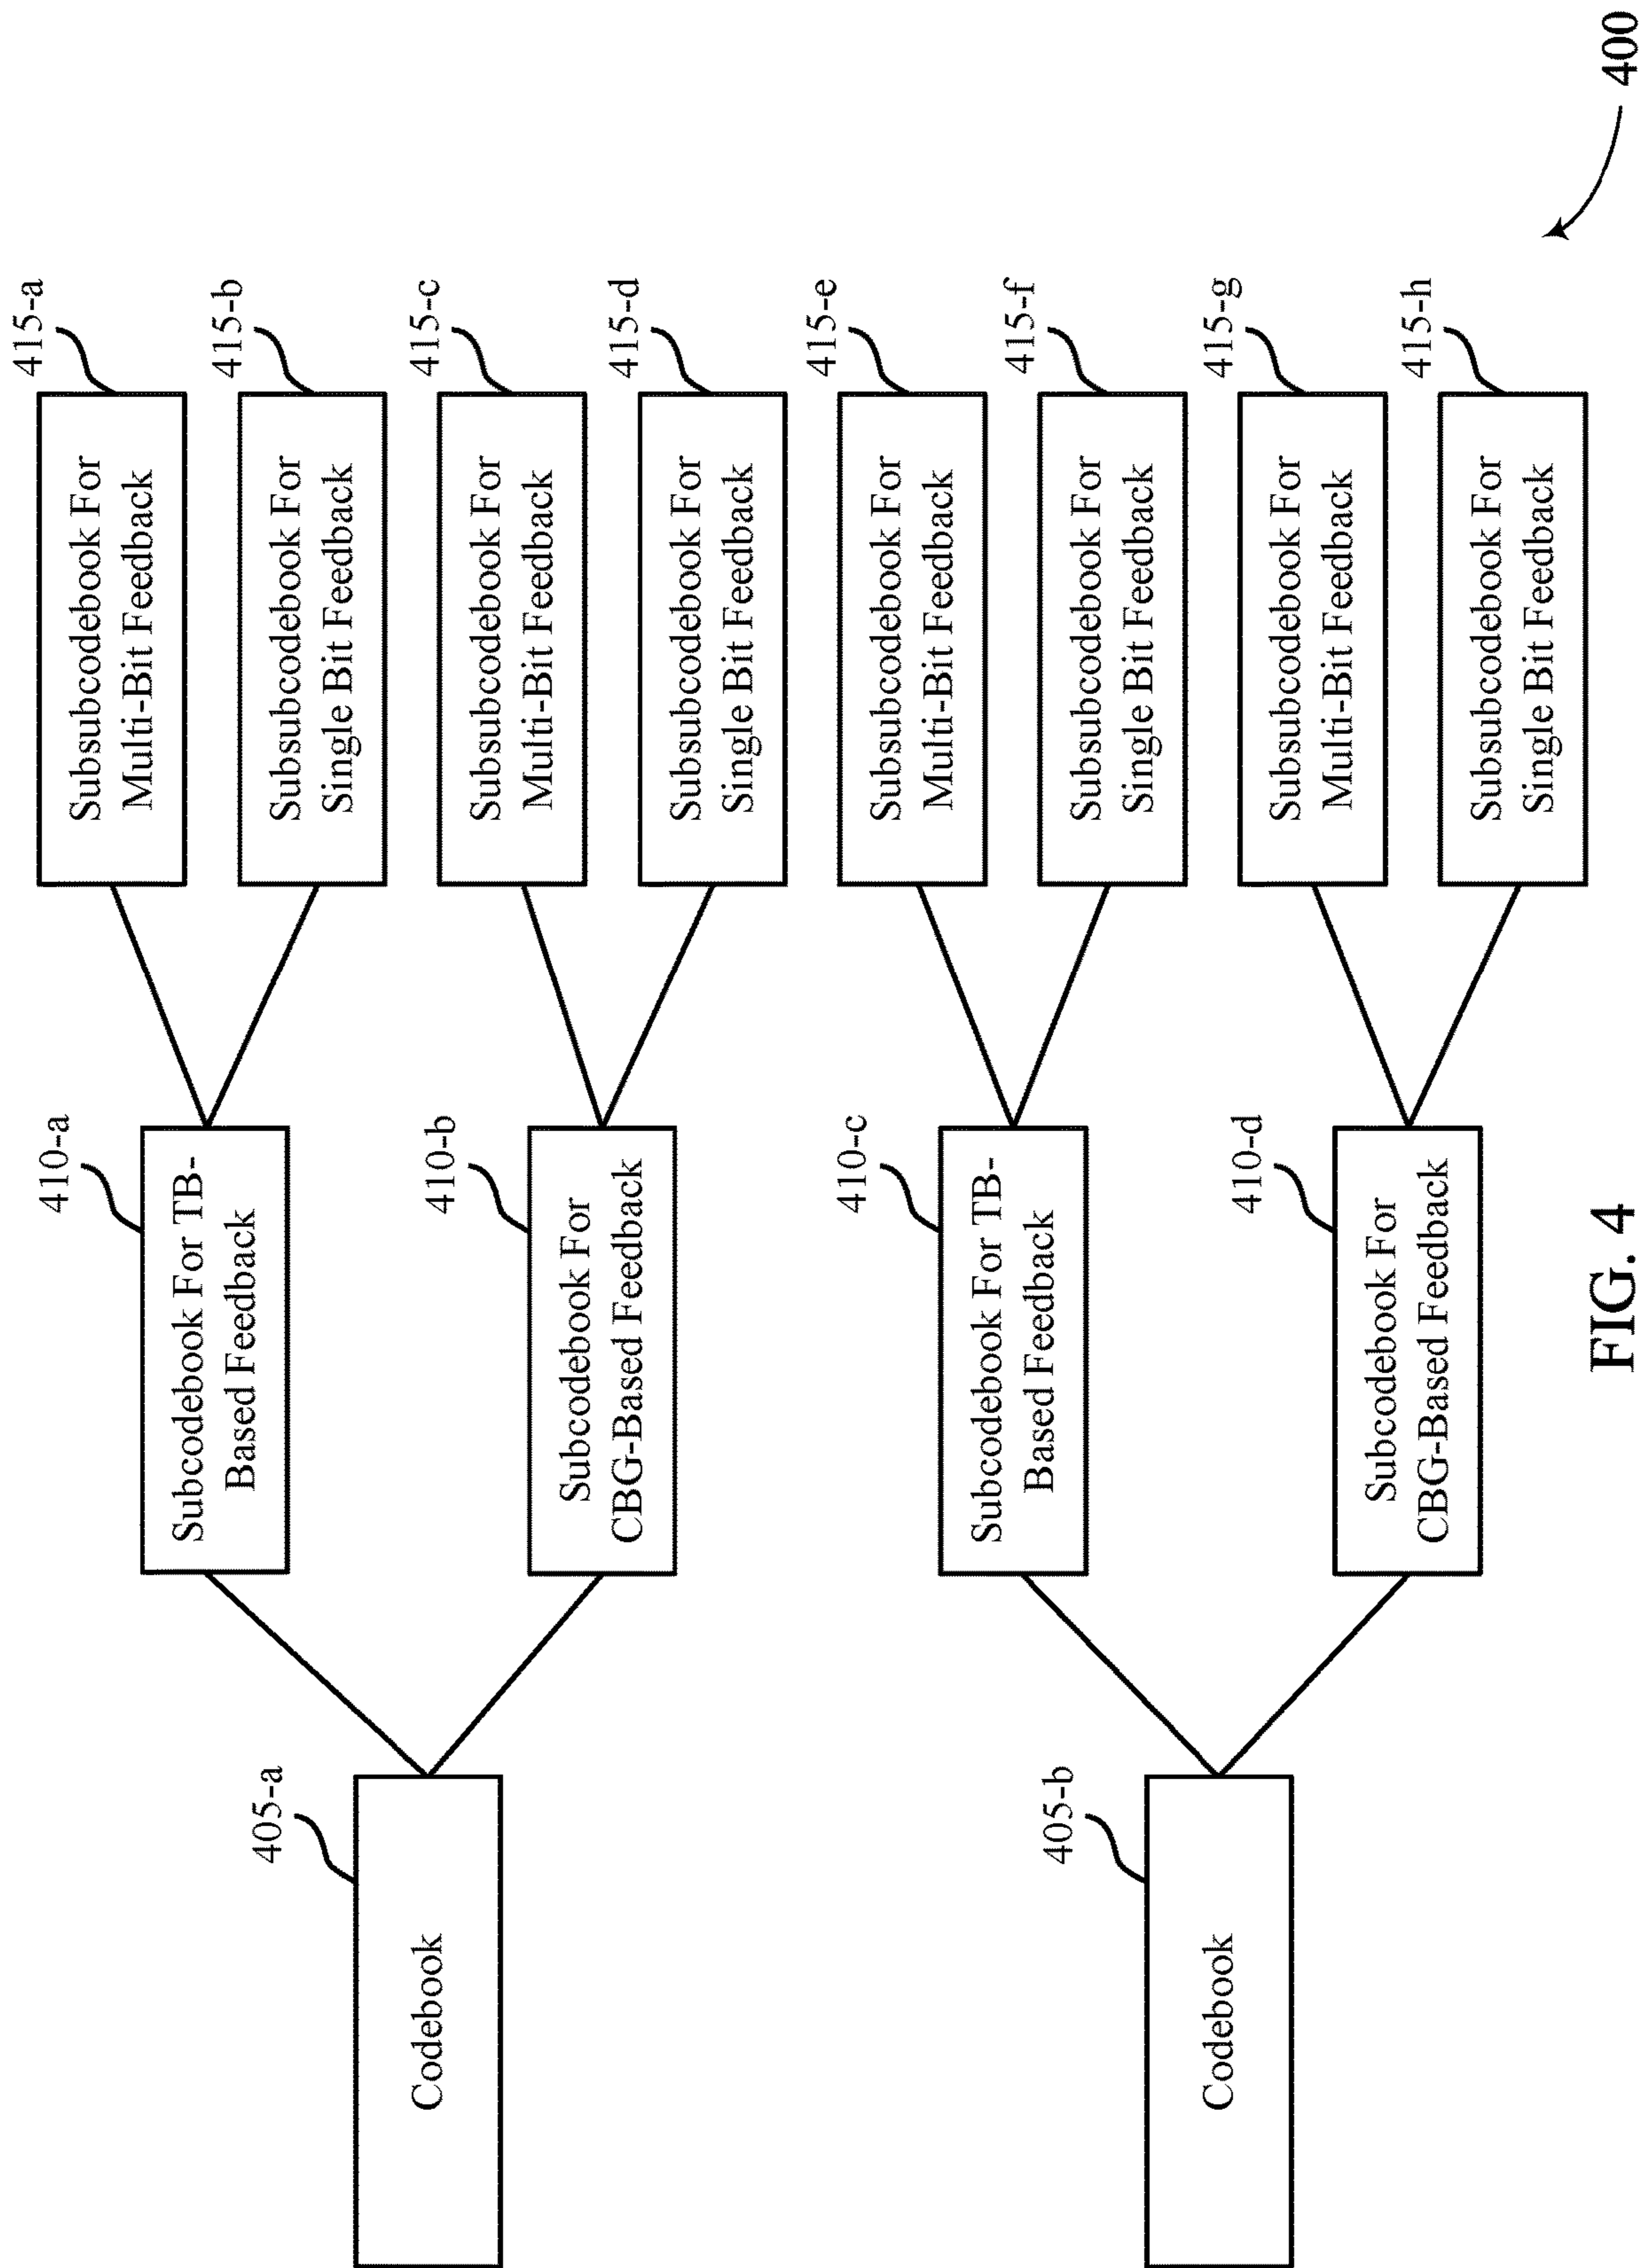 405-a
Codebook
410-a
Subcodebook For TB-
Based Feedback
415-a
Subsubcodebook For
Multi-Bit Feedback
415-b
Subsubcodebook For
Single Bit Feedback
410-b
Subcodebook For
CBG-Based Feedback
415-c
Subsubcodebook For
Multi-Bit Feedback
415-d
Subsubcodebook For
Single Bit Feedback
405-b
Codebook
410-c
Subcodebook For TB-
Based Feedback
415-e
Subsubcodebook For
Multi-Bit Feedback
415-f
Subsubcodebook For
Single Bit Feedback
410-d
Subcodebook For
CBG-Based Feedback
415-g
Subsubcodebook For
Multi-Bit Feedback
415-h
Subsubcodebook For
Single Bit Feedback
400
FIG. 4